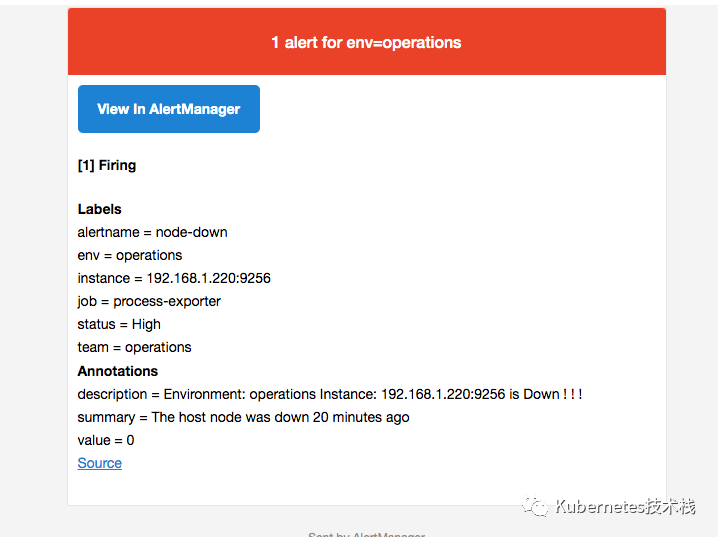 1 alert for env=operations
View In AlertManager
[1] Firing
Labels
alertname = node-down
env = operations
instance = 192.168.1.220:9256
job = process-exporter
status = High
team = operations
Annotations
description = Environment: operations Instance: 192.168.1.220:9256 is Down ! ! !
summary = The host node was down 20 minutes ago
value = 0
Source
Kubernetes技术栈
Sent by AlertManager